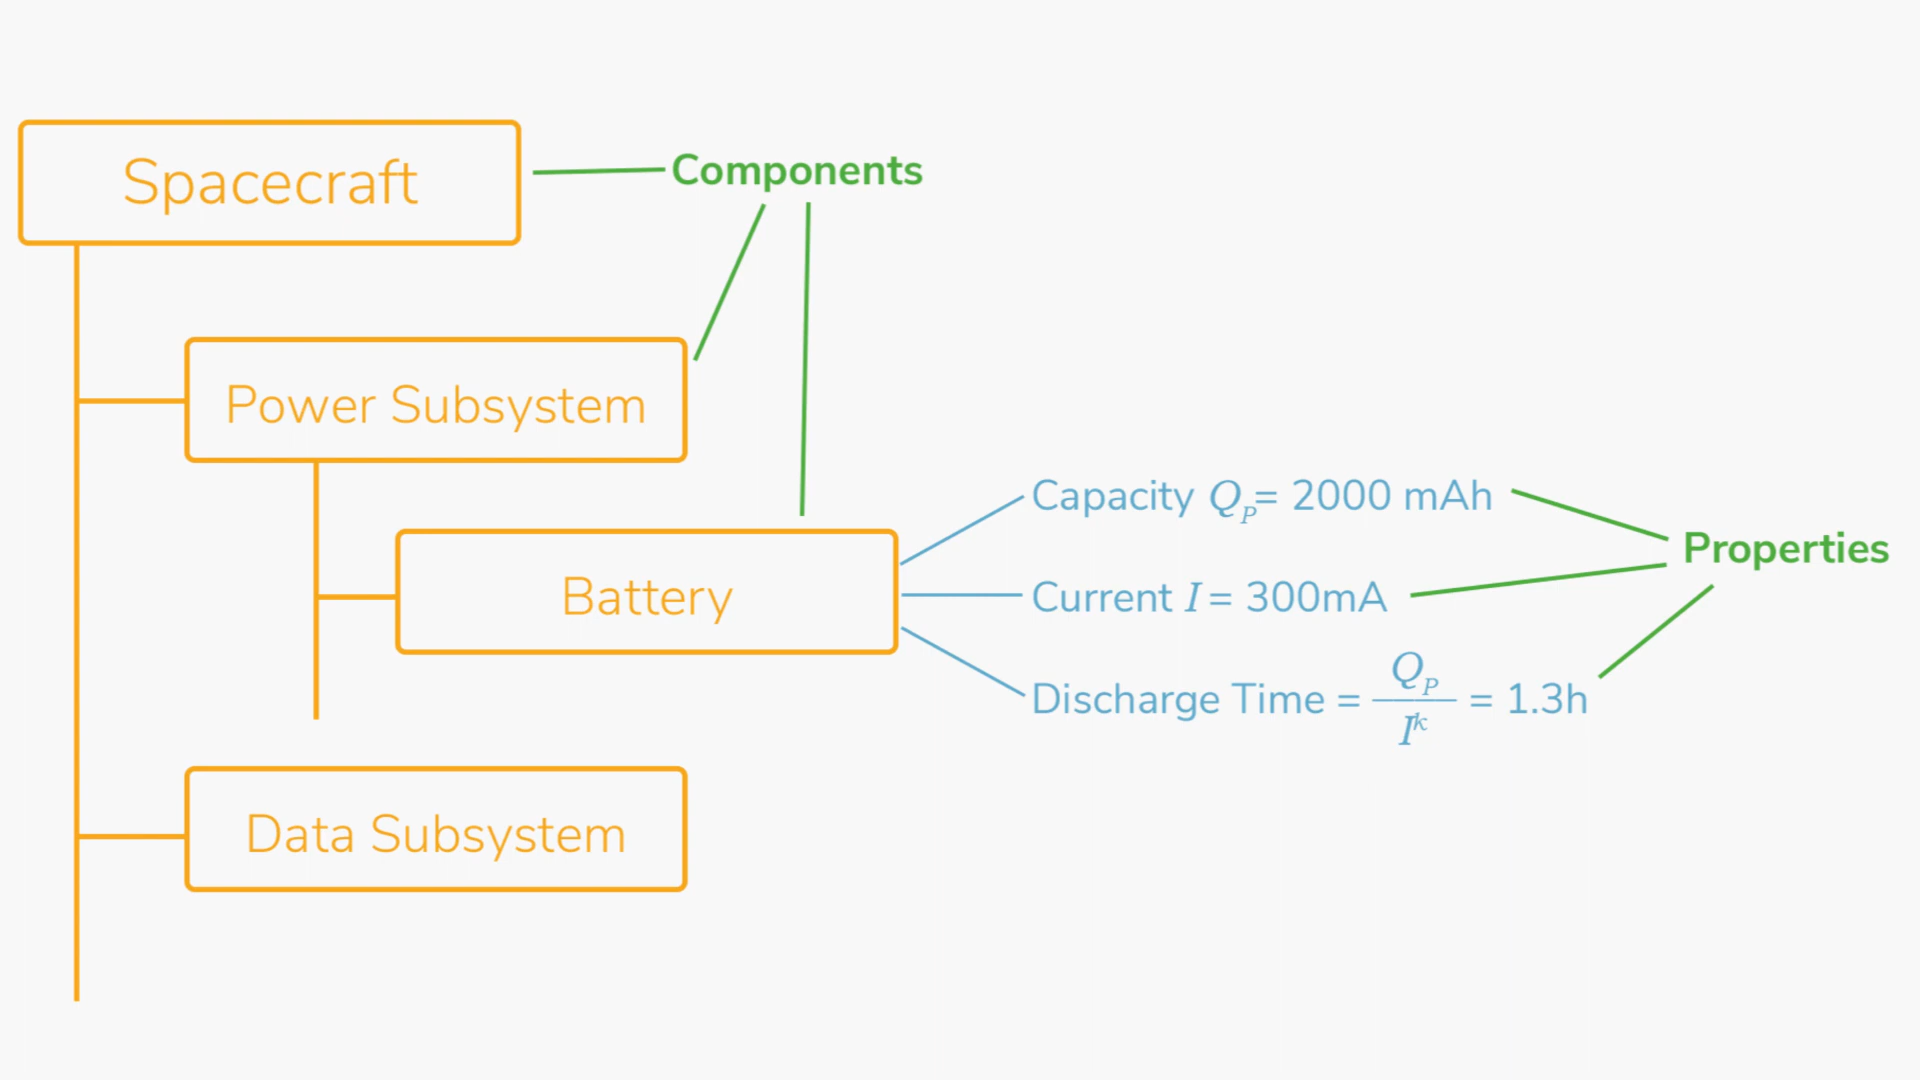 Spacecraft
Components
Power Subsystem
Battery
Capacity Q_P = 2000 mAh
Current I = 300mA
Discharge Time = Q_P / I^k = 1.3h
Properties
Data Subsystem